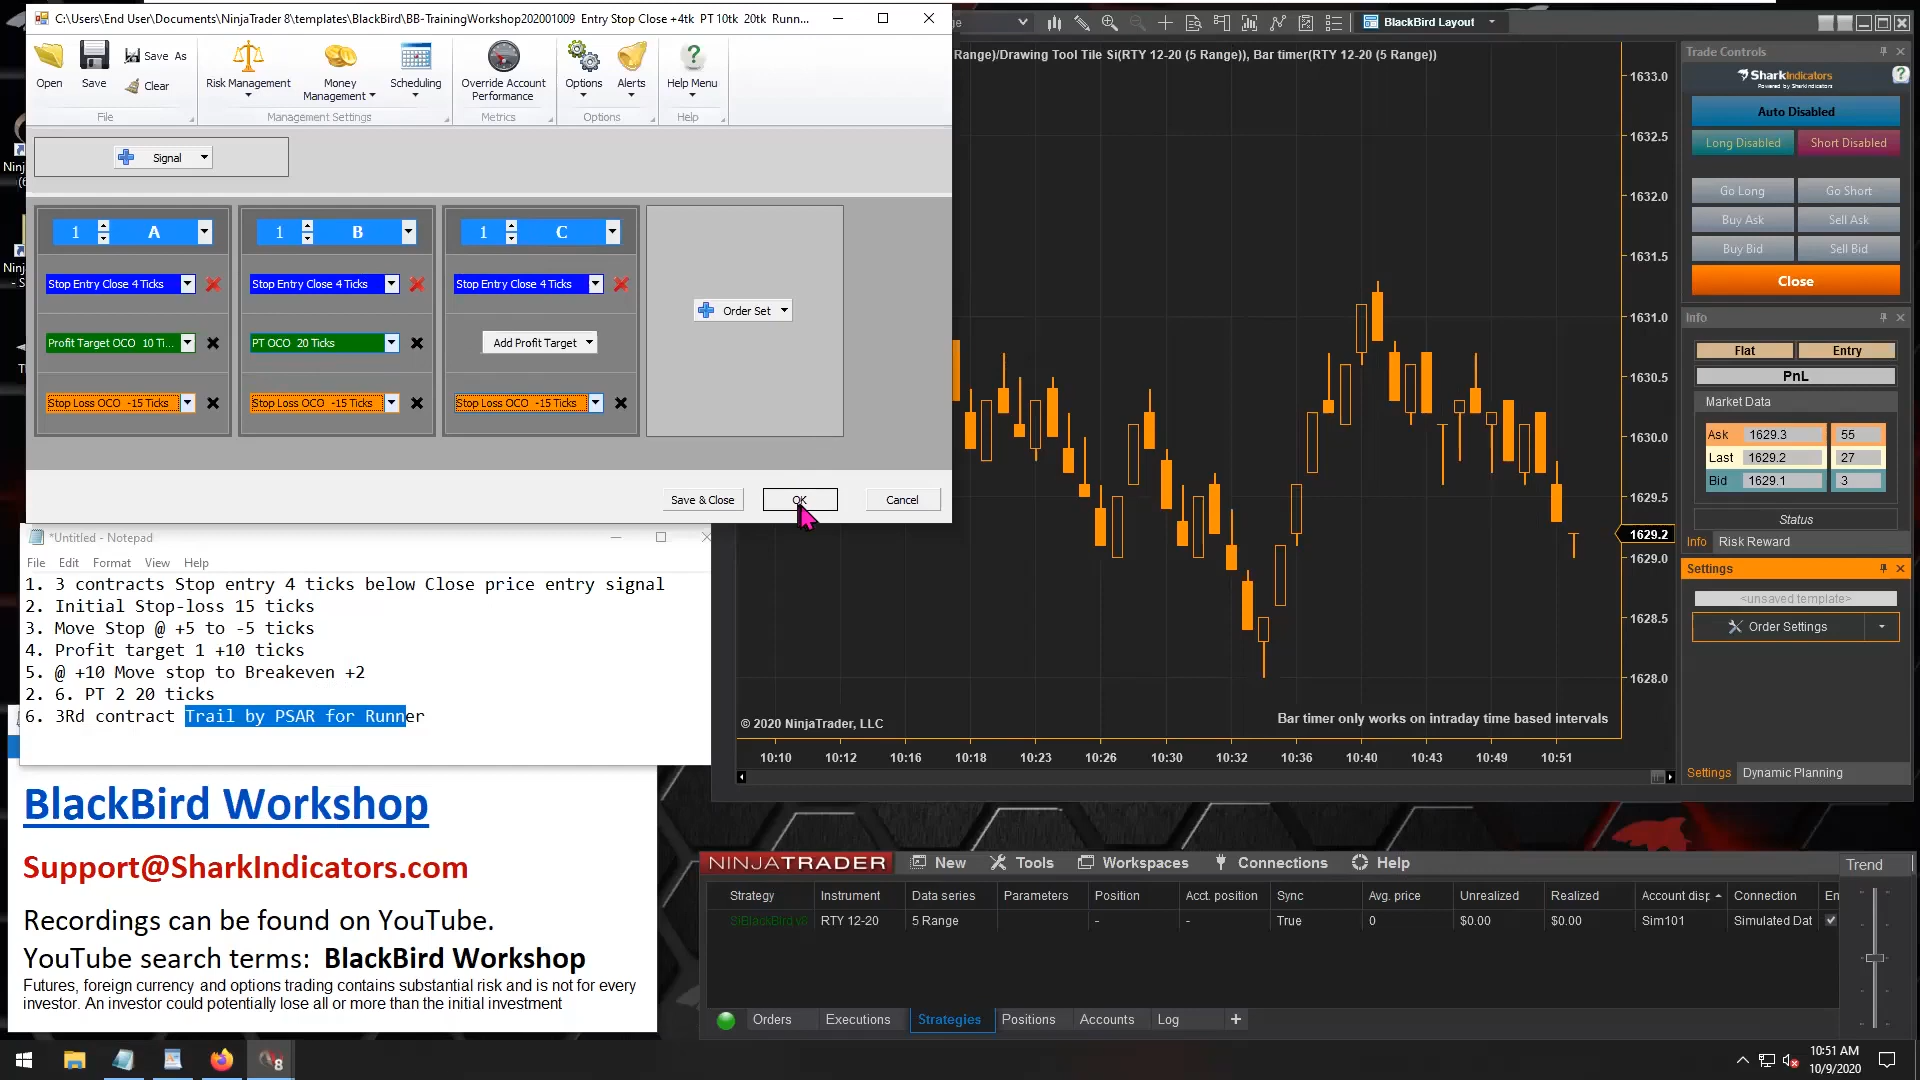 C:\Users\End User\Documents\NinjaTrader 8\templates\BlackBird\BB-TrainingWorkshop202001009 Entry Stop Close +4tk PT 10tk 20tk Runn...
Open
Save
Save As
Clear
File
Risk Management
Money Management
Scheduling
Management Settings
Override Account Performance
Metrics
Options
Alerts
Options
Help Menu
Help
Signal
1 A
1 B
1 C
Stop Entry Close 4 Ticks
Stop Entry Close 4 Ticks
Stop Entry Close 4 Ticks
Order Set
Profit Target OCO 10 Ti...
PT OCO 20 Ticks
Add Profit Target
Stop Loss OCO -15 Ticks
Stop Loss OCO -15 Ticks
Stop Loss OCO -15 Ticks
Save & Close
OK
Cancel
*Untitled - Notepad
File Edit Format View Help
1. 3 contracts Stop entry 4 ticks below Close price entry signal
2. Initial Stop-loss 15 ticks
3. Move Stop @ +5 to -5 ticks
4. Profit target 1 +10 ticks
5. @ +10 Move stop to Breakeven +2
2. 6. PT 2 20 ticks
6. 3Rd contract Trail by PSAR for Runner
BlackBird Workshop
Support@SharkIndicators.com
Recordings can be found on YouTube.
YouTube search terms: BlackBird Workshop
Futures, foreign currency and options trading contains substantial risk and is not for every
investor. An investor could potentially lose all or more than the initial investment
BlackBird Layout
Range)/Drawing Tool Tile Si(RTY 12-20 (5 Range)), Bar timer(RTY 12-20 (5 Range))
1633.0
1632.5
1632.0
1631.5
1631.0
1630.5
1630.0
1629.5
1629.2
1629.0
1628.5
1628.0
© 2020 NinjaTrader, LLC
Bar timer only works on intraday time based intervals
10:10 10:12 10:16 10:18 10:23 10:26 10:30 10:32 10:36 10:40 10:43 10:49 10:51
Trade Controls
SharkIndicators
Powered by SharkIndicators
Auto Disabled
Long Disabled
Short Disabled
Go Long
Go Short
Buy Ask
Sell Ask
Buy Bid
Sell Bid
Close
Info
Flat
Entry
PnL
Market Data
Ask 1629.3 55
Last 1629.2 27
Bid 1629.1 3
Status
Info Risk Reward
Settings
<unsaved template>
Order Settings
Settings Dynamic Planning
NINJATRADER New Tools Workspaces Connections Help
Strategy Instrument Data series Parameters Position Acct. position Sync Avg. price Unrealized Realized Account disp Connection En
SiBlackBird RTY 12-20 5 Range - - True 0 $0.00 $0.00 Sim101 Simulated Dat
Orders Executions Strategies Positions Accounts Log +
Trend
8
10:51 AM
10/9/2020